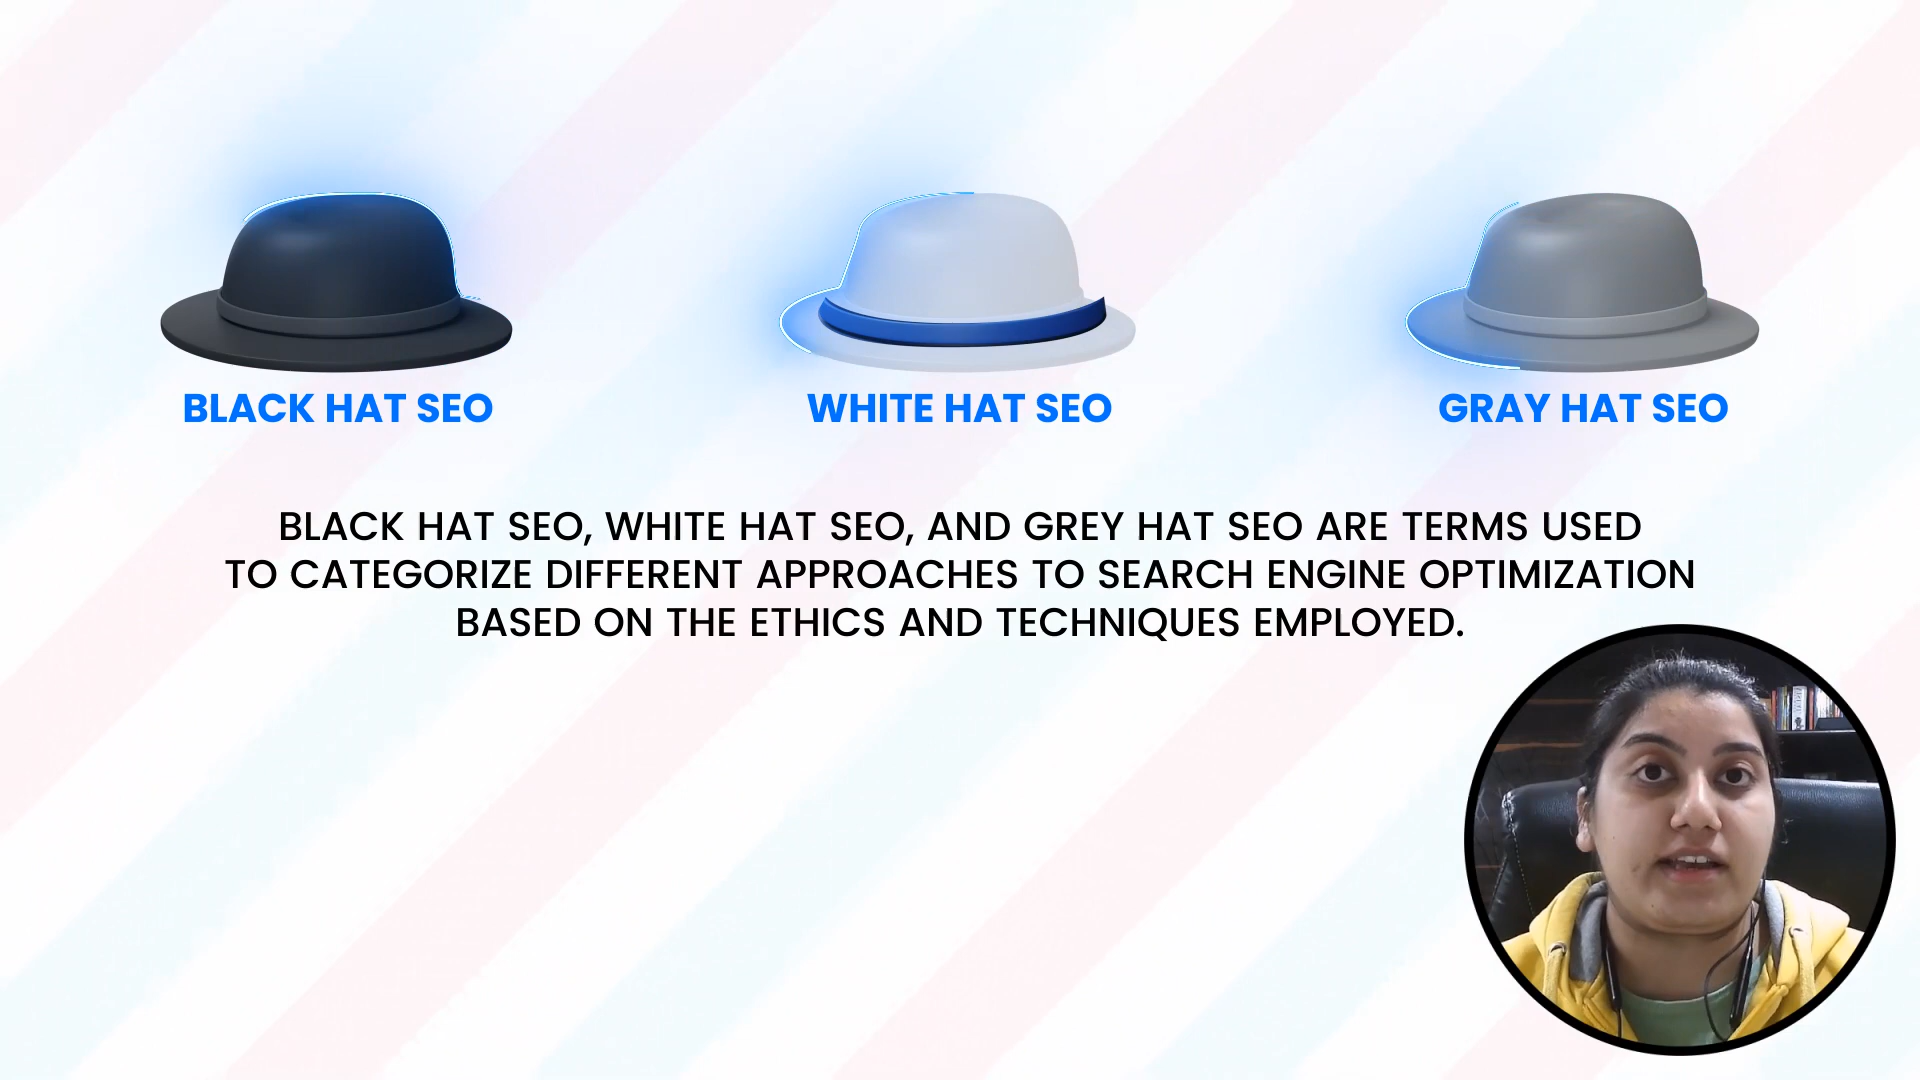 BLACK HAT SEO
WHITE HAT SEO
GRAY HAT SEO
BLACK HAT SEO, WHITE HAT SEO, AND GREY HAT SEO ARE TERMS USED
TO CATEGORIZE DIFFERENT APPROACHES TO SEARCH ENGINE OPTIMIZATION
BASED ON THE ETHICS AND TECHNIQUES EMPLOYED.